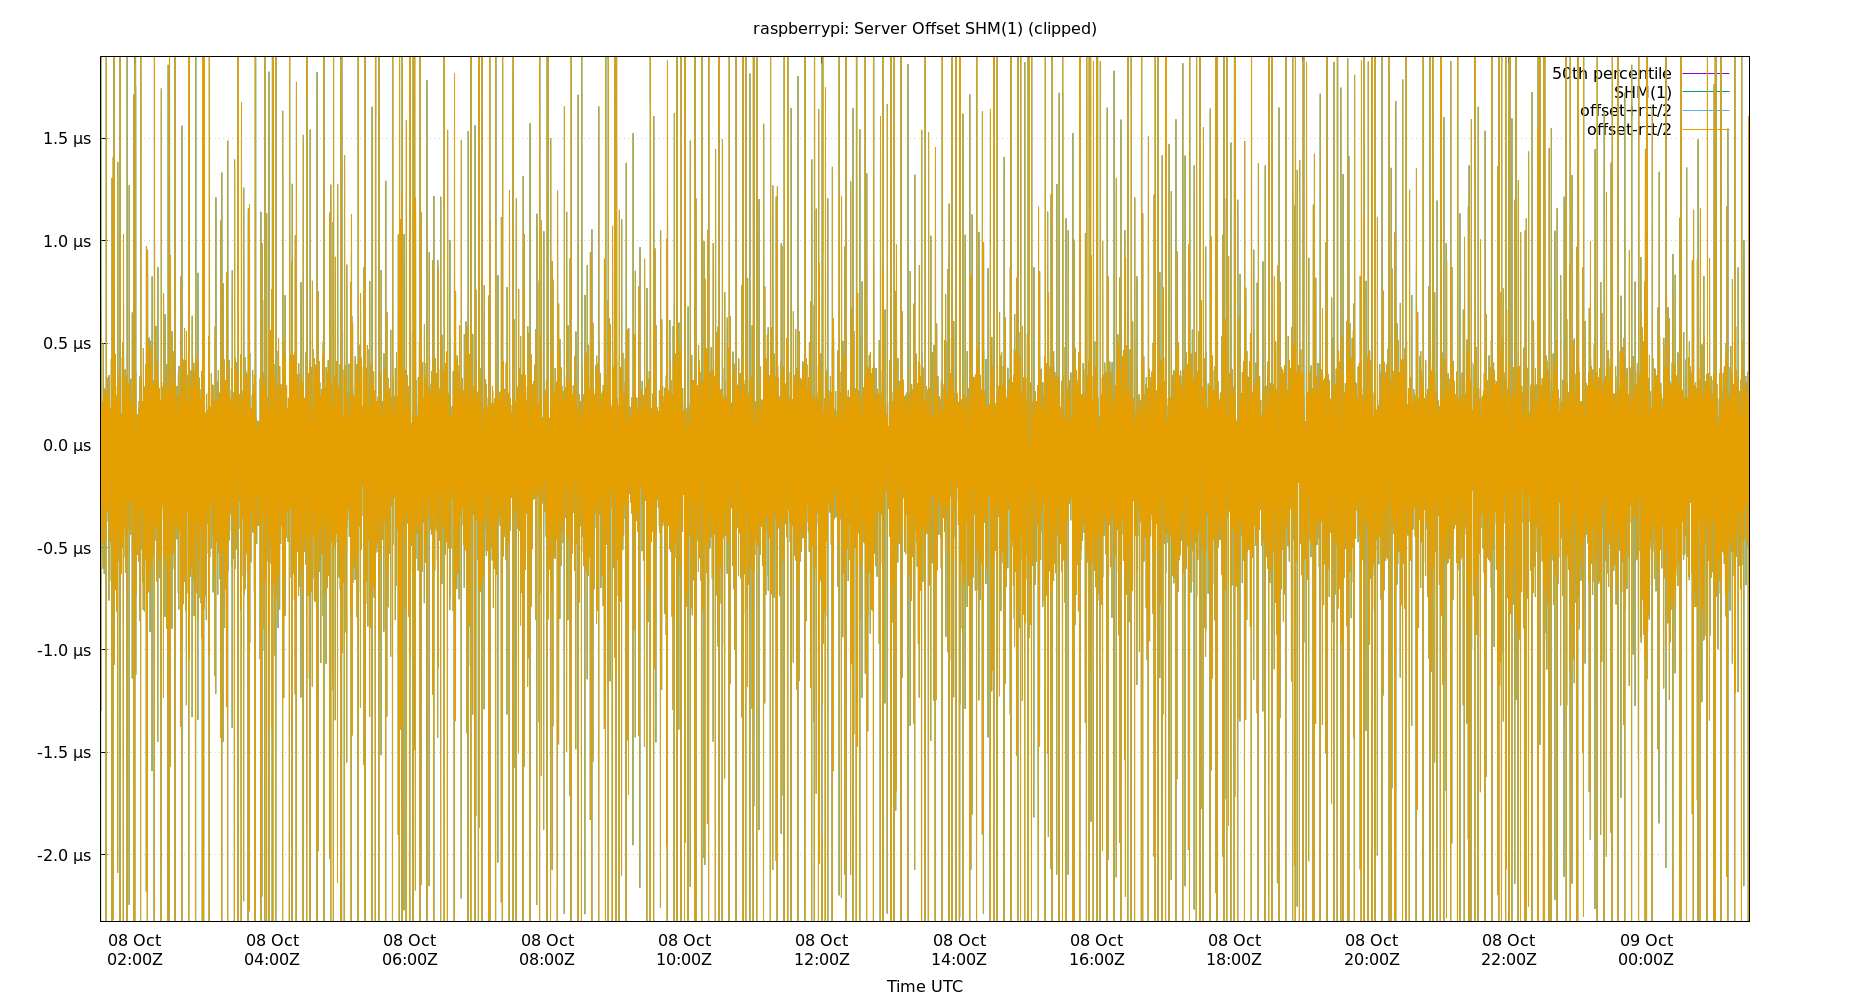 raspberrypi: Server Offset SHM(1) (clipped)
50th percentile
SHM(1)
offset+rtt/2
offset-rtt/2
1.5 µs
1.0 µs
0.5 µs
0.0 µs
-0.5 µs
-1.0 µs
-1.5 µs
-2.0 µs
08 Oct 08 Oct 08 Oct 08 Oct 08 Oct 08 Oct 08 Oct 08 Oct 08 Oct 08 Oct 08 Oct 09 Oct
02:00Z 04:00Z 06:00Z 08:00Z 10:00Z 12:00Z 14:00Z 16:00Z 18:00Z 20:00Z 22:00Z 00:00Z
Time UTC